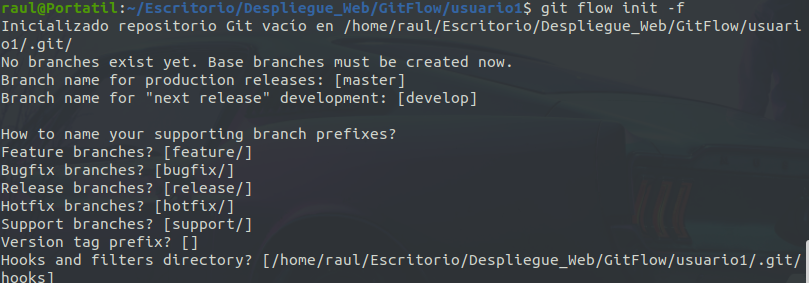 raul@Portatil:~/Escritorio/Despliegue_Web/GitFlow/usuario1$ git flow init -f
Inicializado repositorio Git vacío en /home/raul/Escritorio/Despliegue_Web/GitFlow/usuari
o1/.git/
No branches exist yet. Base branches must be created now.
Branch name for production releases: [master]
Branch name for "next release" development: [develop]

How to name your supporting branch prefixes?
Feature branches? [feature/]
Bugfix branches? [bugfix/]
Release branches? [release/]
Hotfix branches? [hotfix/]
Support branches? [support/]
Version tag prefix? []
Hooks and filters directory? [/home/raul/Escritorio/Despliegue_Web/GitFlow/usuario1/.git/
hooks]